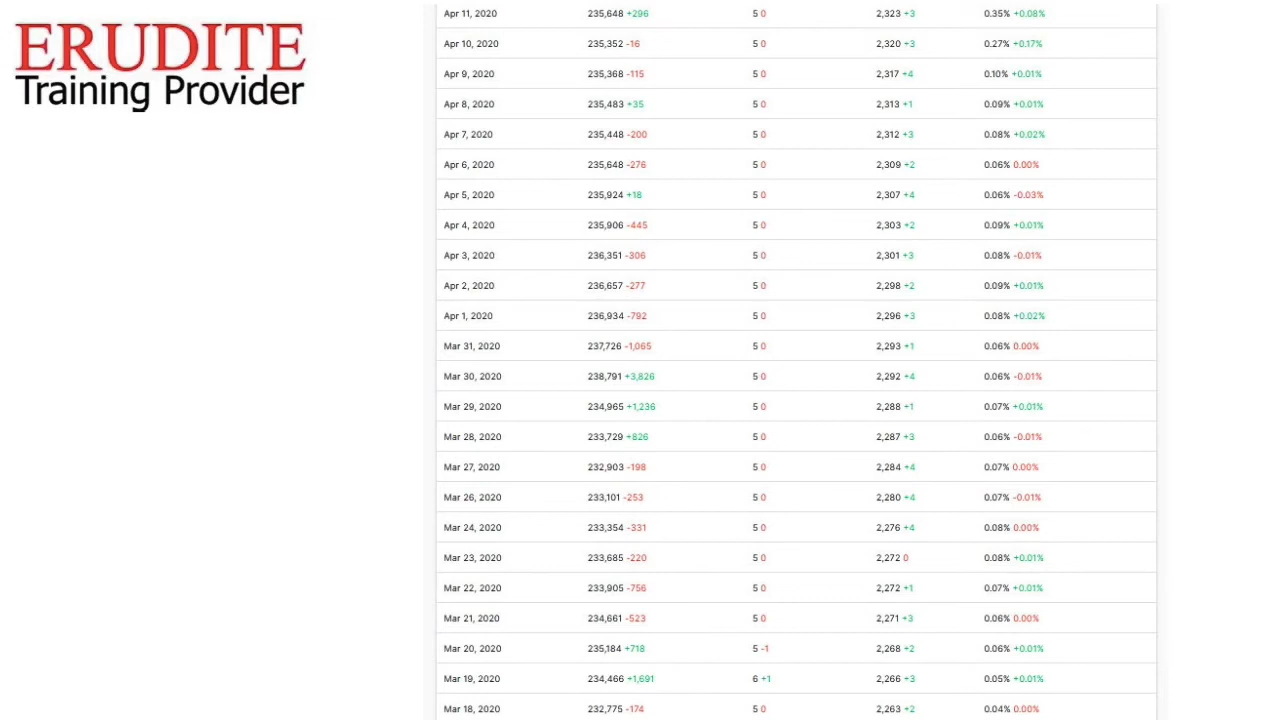 ERUDITE
Training Provider
Apr 11, 2020 235,648 +296 5 0 2,323 +3 0.35% +0.08%
Apr 10, 2020 235,352 -16 5 0 2,320 +3 0.27% +0.17%
Apr 9, 2020 235,368 -115 5 0 2,317 +4 0.10% +0.01%
Apr 8, 2020 235,483 +35 5 0 2,313 +1 0.09% +0.01%
Apr 7, 2020 235,448 -200 5 0 2,312 +3 0.08% +0.02%
Apr 6, 2020 235,648 -276 5 0 2,309 +2 0.06% 0.00%
Apr 5, 2020 235,924 +18 5 0 2,307 +4 0.06% -0.03%
Apr 4, 2020 235,906 -445 5 0 2,303 +2 0.09% +0.01%
Apr 3, 2020 236,351 -306 5 0 2,301 +3 0.08% -0.01%
Apr 2, 2020 236,657 -277 5 0 2,298 +2 0.09% +0.01%
Apr 1, 2020 236,934 -792 5 0 2,296 +3 0.08% +0.02%
Mar 31, 2020 237,726 -1,065 5 0 2,293 +1 0.06% 0.00%
Mar 30, 2020 238,791 +3,826 5 0 2,292 +4 0.06% -0.01%
Mar 29, 2020 234,965 +1,236 5 0 2,288 +1 0.07% +0.01%
Mar 28, 2020 233,729 +826 5 0 2,287 +3 0.06% -0.01%
Mar 27, 2020 232,903 -198 5 0 2,284 +4 0.07% 0.00%
Mar 26, 2020 233,101 -253 5 0 2,280 +4 0.07% -0.01%
Mar 24, 2020 233,354 -331 5 0 2,276 +4 0.08% 0.00%
Mar 23, 2020 233,685 -220 5 0 2,272 0 0.08% +0.01%
Mar 22, 2020 233,905 -756 5 0 2,272 +1 0.07% +0.01%
Mar 21, 2020 234,661 -523 5 0 2,271 +3 0.06% 0.00%
Mar 20, 2020 235,184 +718 5 -1 2,268 +2 0.06% +0.01%
Mar 19, 2020 234,466 +1,691 6 +1 2,266 +3 0.05% +0.01%
Mar 18, 2020 232,775 -174 5 0 2,263 +2 0.04% 0.00%